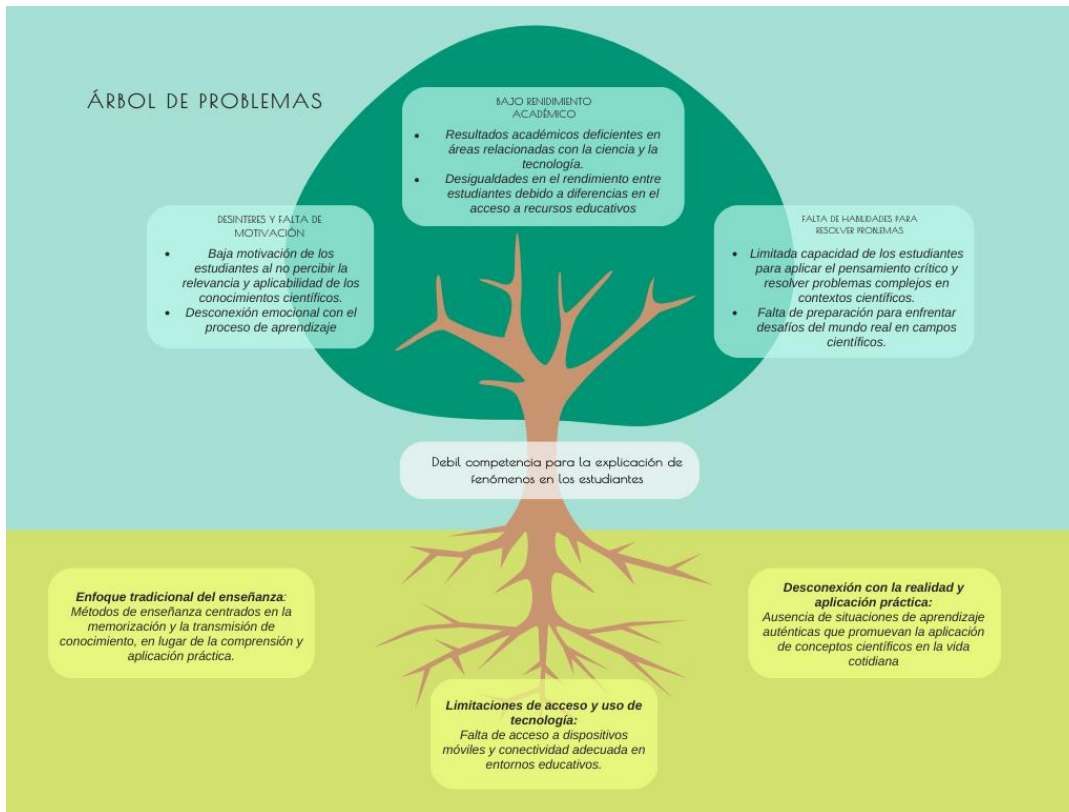 ÁRBOL DE PROBLEMAS
BAJO RENIDIMIENTO
ACADÉMICO
• Resultados académicos deficientes en
áreas relacionadas con la ciencia y la
tecnología.
• Desigualdades en el rendimiento entre
estudiantes debido a diferencias en el
acceso a recursos educativos
DESINTERES Y FALTA DE
MOTIVACIÓN
• Baja motivación de los
estudiantes al no percibir la
relevancia y aplicabilidad de los
conocimientos científicos.
• Desconexión emocional con el
proceso de aprendizaje
FALTA DE HABILIDADES PARA
RESOLVER PROBLEMAS
• Limitada capacidad de los estudiantes
para aplicar el pensamiento crítico y
resolver problemas complejos en
contextos científicos.
• Falta de preparación para enfrentar
desafíos del mundo real en campos
científicos.
Debil competencia para la explicación de
fenómenos en los estudiantes
Enfoque tradicional del enseñanza:
Métodos de enseñanza centrados en la
memorización y la transmisión de
conocimiento, en lugar de la comprensión y
aplicación práctica.
Desconexión con la realidad y
aplicación práctica:
Ausencia de situaciones de aprendizaje
auténticas que promuevan la aplicación
de conceptos científicos en la vida
cotidiana
Limitaciones de acceso y uso de
tecnología:
Falta de acceso a dispositivos
móviles y conectividad adecuada en
entornos educativos.